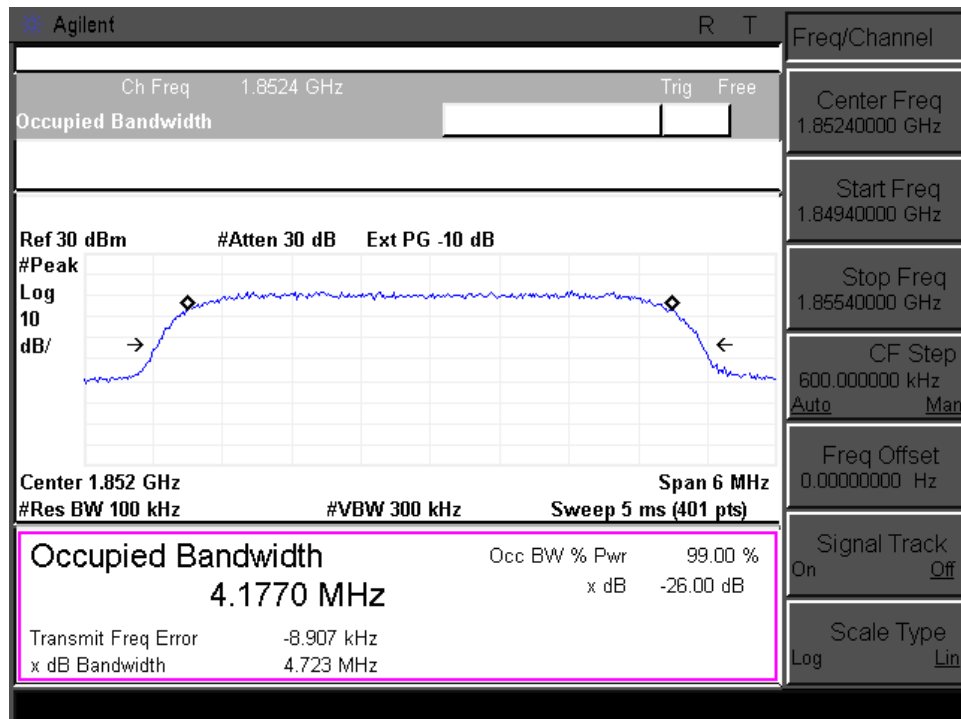 Agilent R T
Ch Freq 1.8524 GHz Trig Free
Occupied Bandwidth
Ref 30 dBm #Atten 30 dB Ext PG -10 dB
#Peak
Log
10
dB/
Center 1.852 GHz Span 6 MHz
#Res BW 100 kHz #VBW 300 kHz Sweep 5 ms (401 pts)
Occupied Bandwidth Occ BW % Pwr 99.00 %
4.1770 MHz x dB -26.00 dB
Transmit Freq Error -8.907 kHz
x dB Bandwidth 4.723 MHz
Freq/Channel
Center Freq
1.85240000 GHz
Start Freq
1.84940000 GHz
Stop Freq
1.85540000 GHz
CF Step
600.000000 kHz
Auto Man
Freq Offset
0.00000000 Hz
Signal Track
On Off
Scale Type
Log Lin